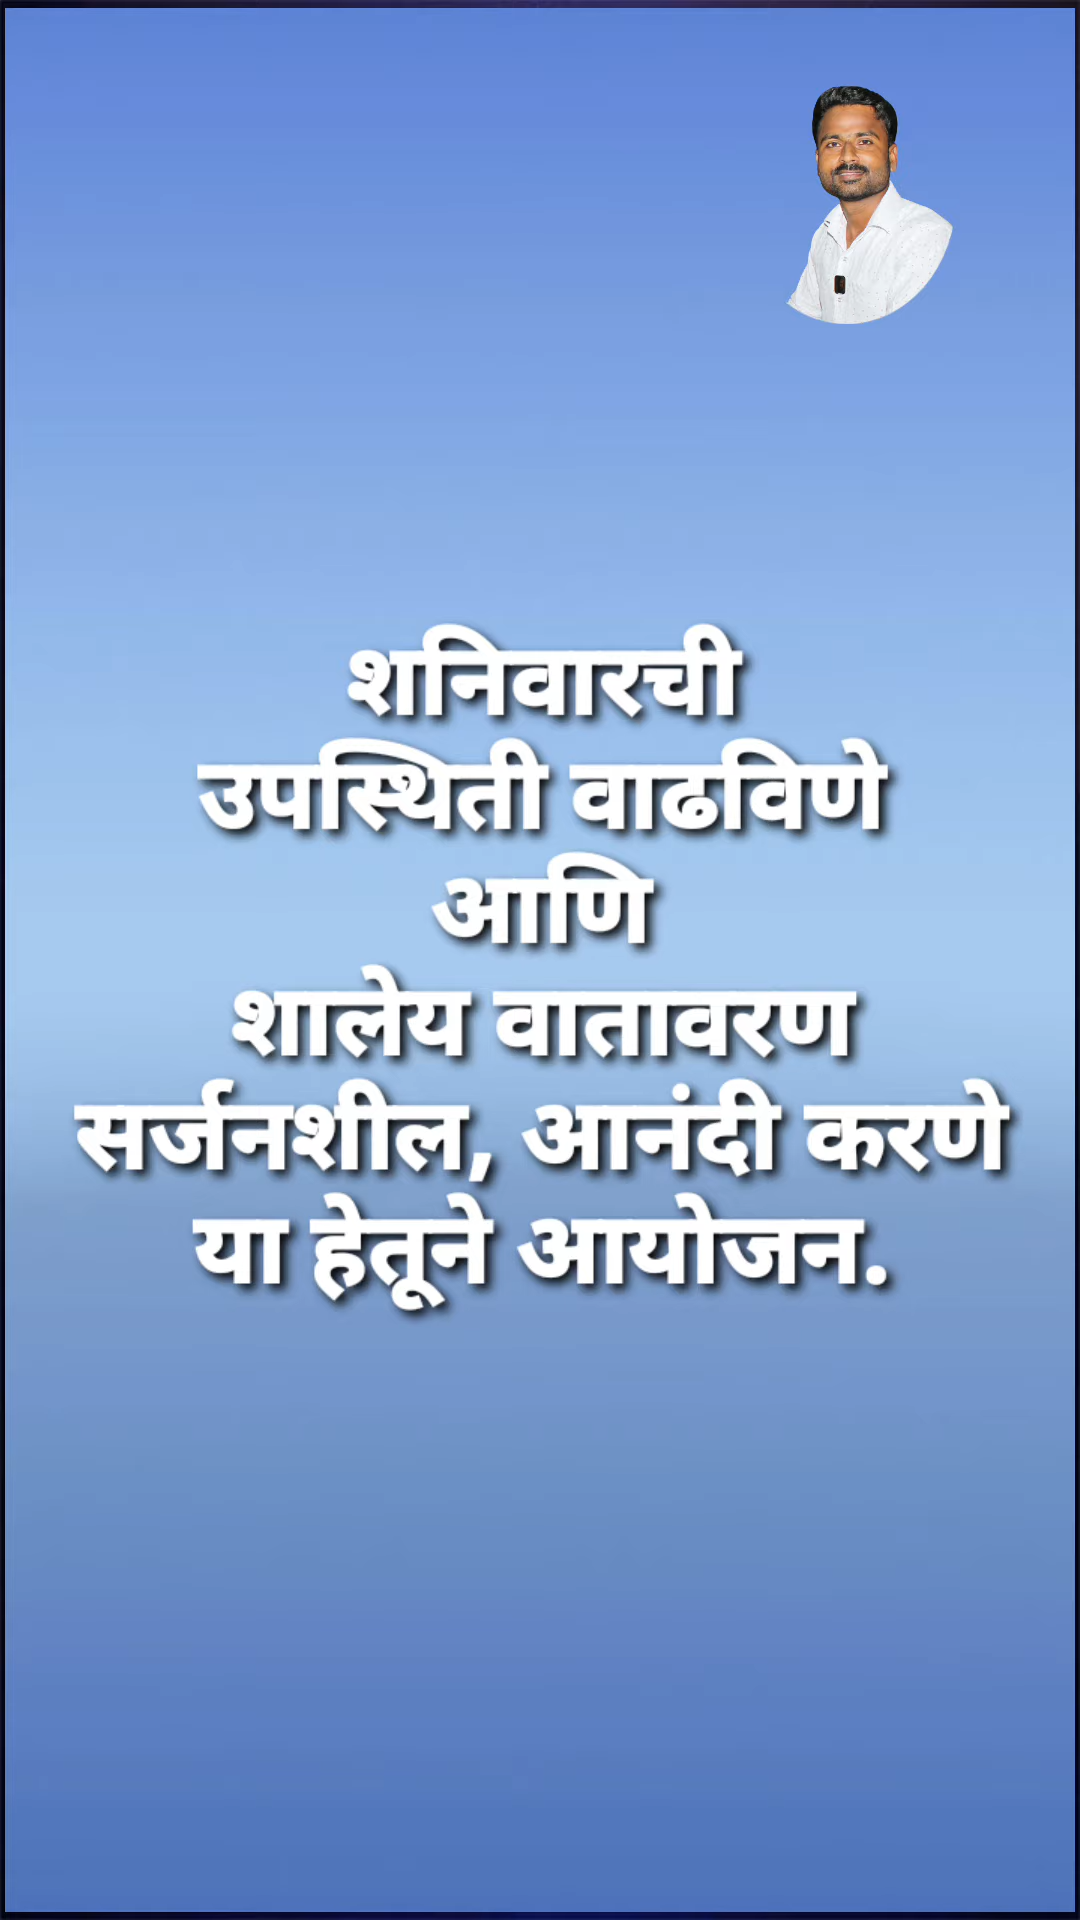 शनिवारची
उपस्थिती वाढविणे
आणि
शालेय वातावरण
सर्जनशील, आनंदी करणे
या हेतूने आयोजन.